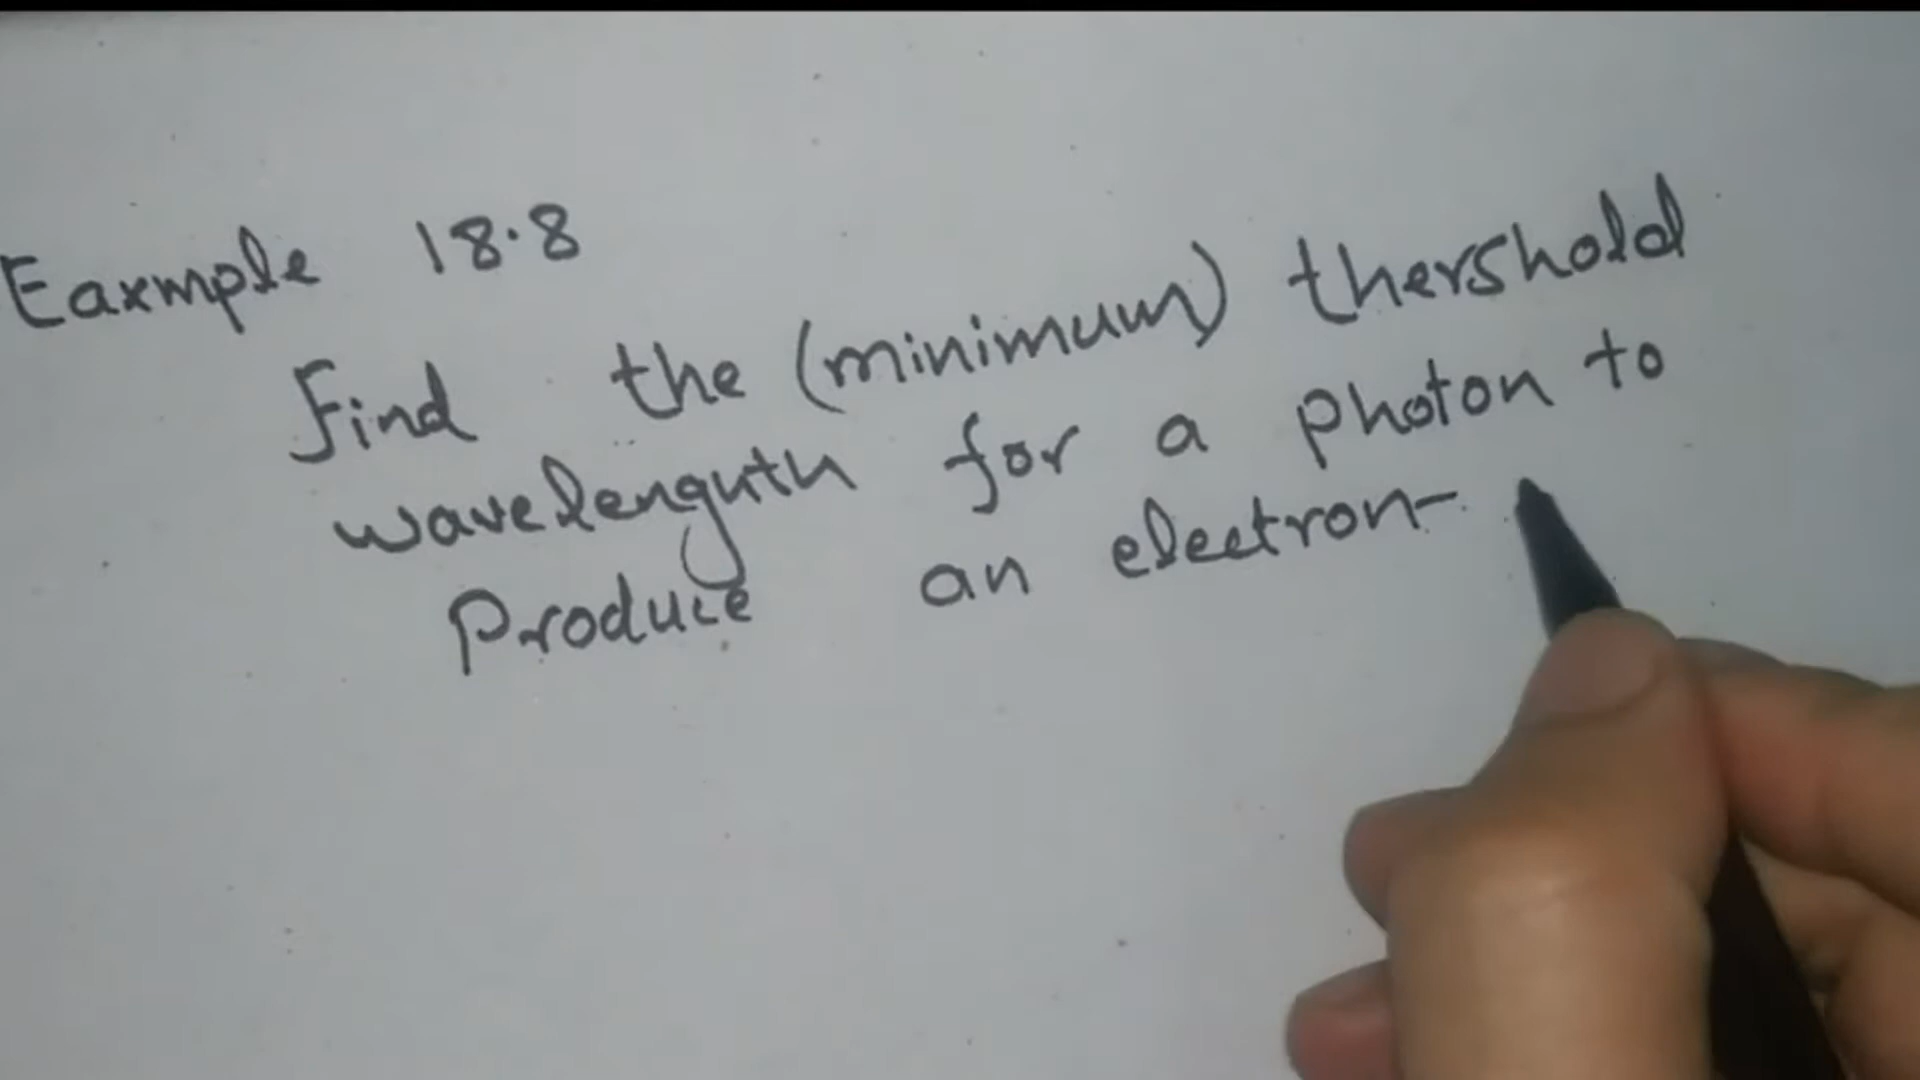 Eaxmple 18.8
Find the (minimum) thershold
wavelenguth for a photon to
Produce an electron-